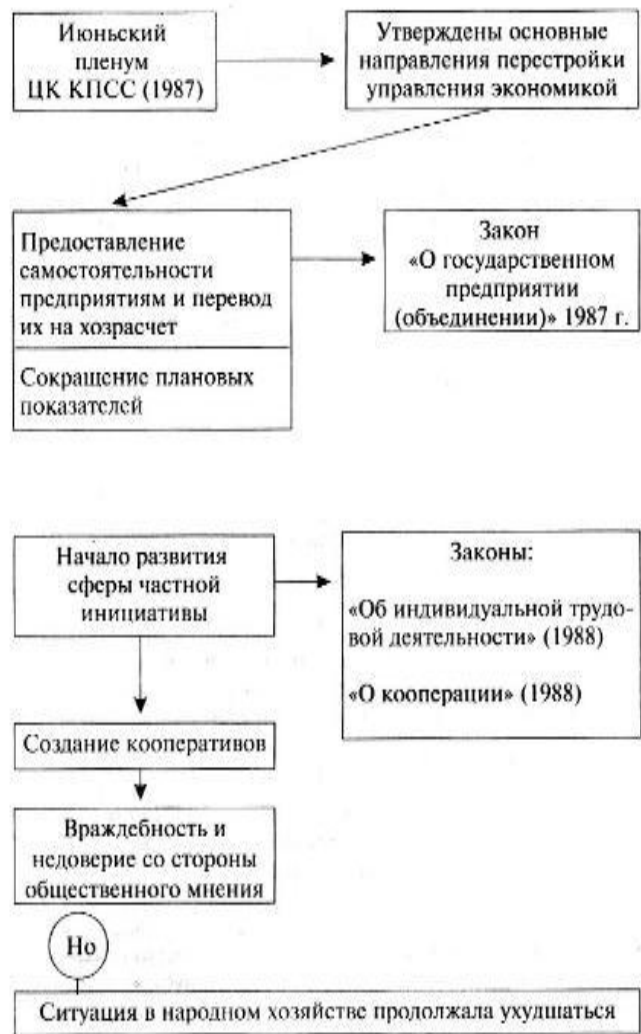 Июньский
пленум
ЦК КПСС (1987)
Утверждены основные
направления перестройки
управления экономикой
Предоставление
самостоятельности
предприятиям и перевод
их на хозрасчет
Сокращение плановых
показателей
Закон
«О государственном
предприятии
(объединении)» 1987 г.
Начало развития
сферы частной
инициативы
Законы:
«Об индивидуальной трудо-
вой деятельности» (1988)
«О кооперации» (1988)
Создание кооперативов
Враждебность и
недоверие со стороны
общественного мнения
Но
Ситуация в народном хозяйстве продолжала ухудшаться